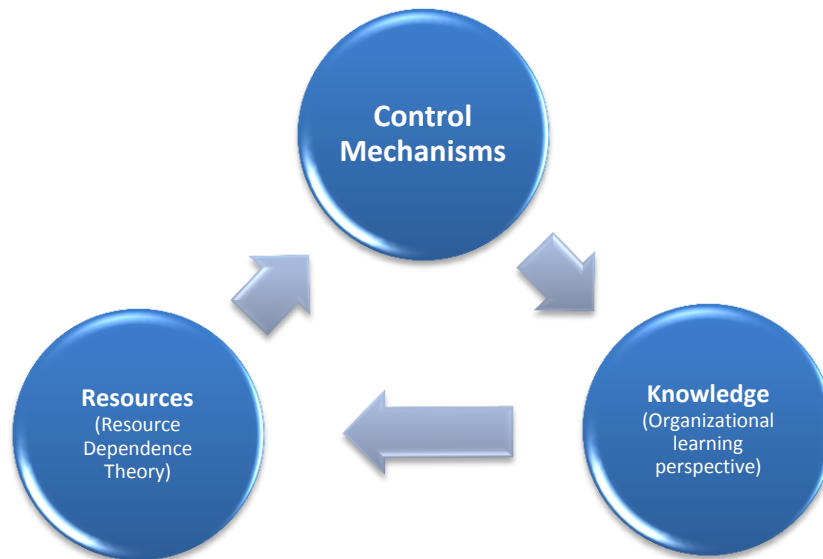 Control
Mechanisms
Resources
(Resource
Dependence
Theory)
Knowledge
(Organizational
learning
perspective)